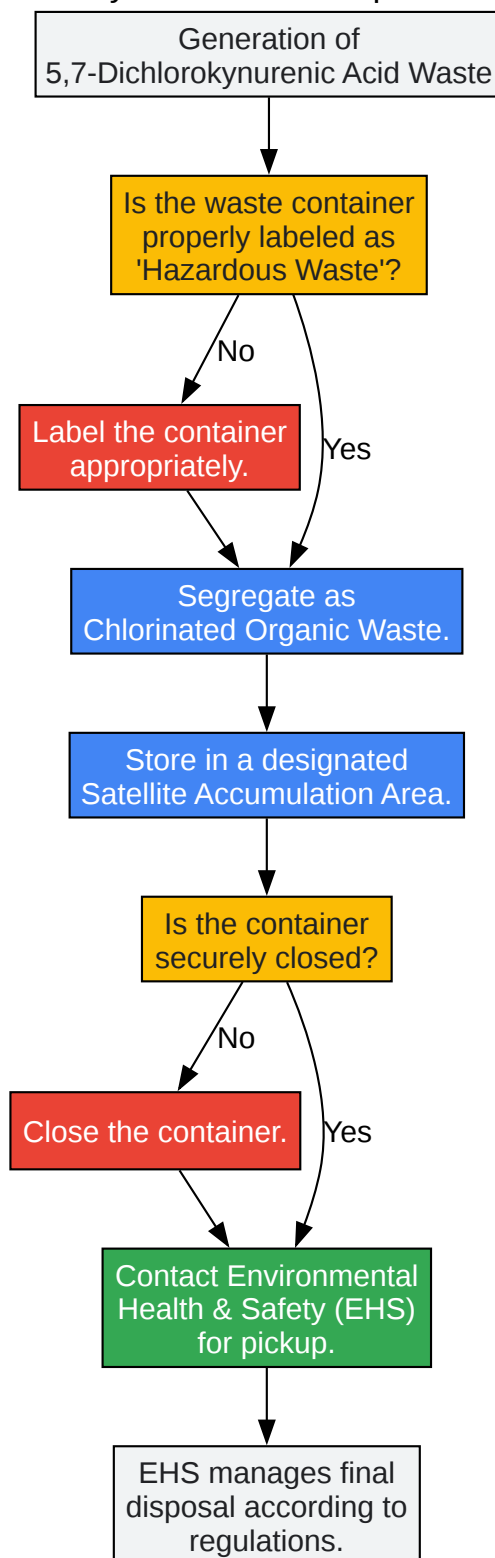 Generation of
5,7-Dichlorokynurenic Acid Waste
Is the waste container
properly labeled as
'Hazardous Waste'?
No
Yes
Label the container
appropriately.
Segregate as
Chlorinated Organic Waste.
Store in a designated
Satellite Accumulation Area.
Is the container
securely closed?
No
Yes
Close the container.
Contact Environmental
Health & Safety (EHS)
for pickup.
EHS manages final
disposal according to
regulations.